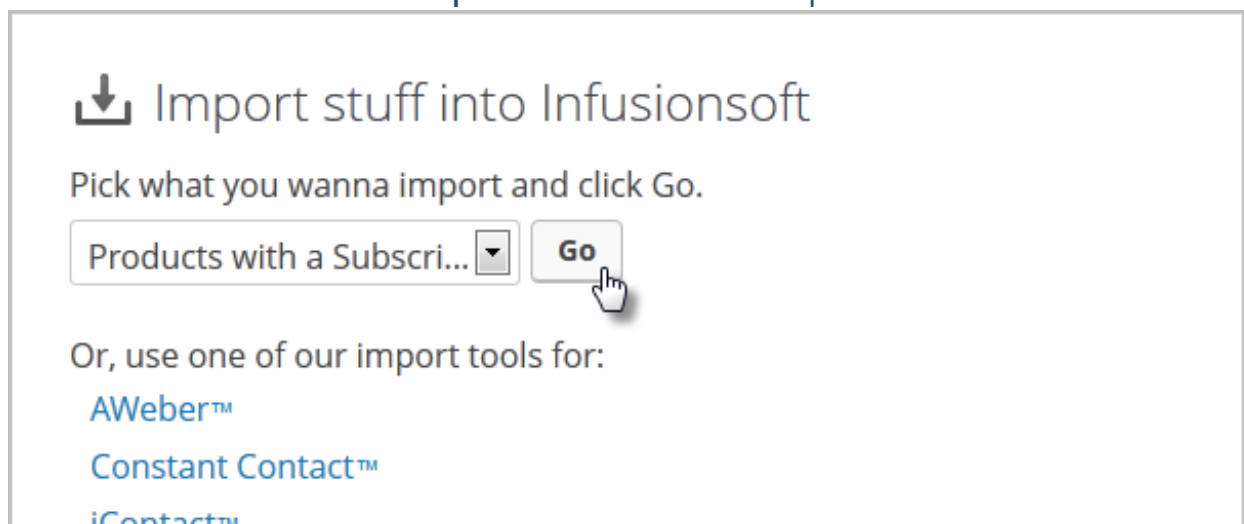 Import stuff into Infusionsoft
Pick what you wanna import and click Go.
Products with a Subscri... Go
Or, use one of our import tools for:
AWeber™
Constant Contact™
iContact™